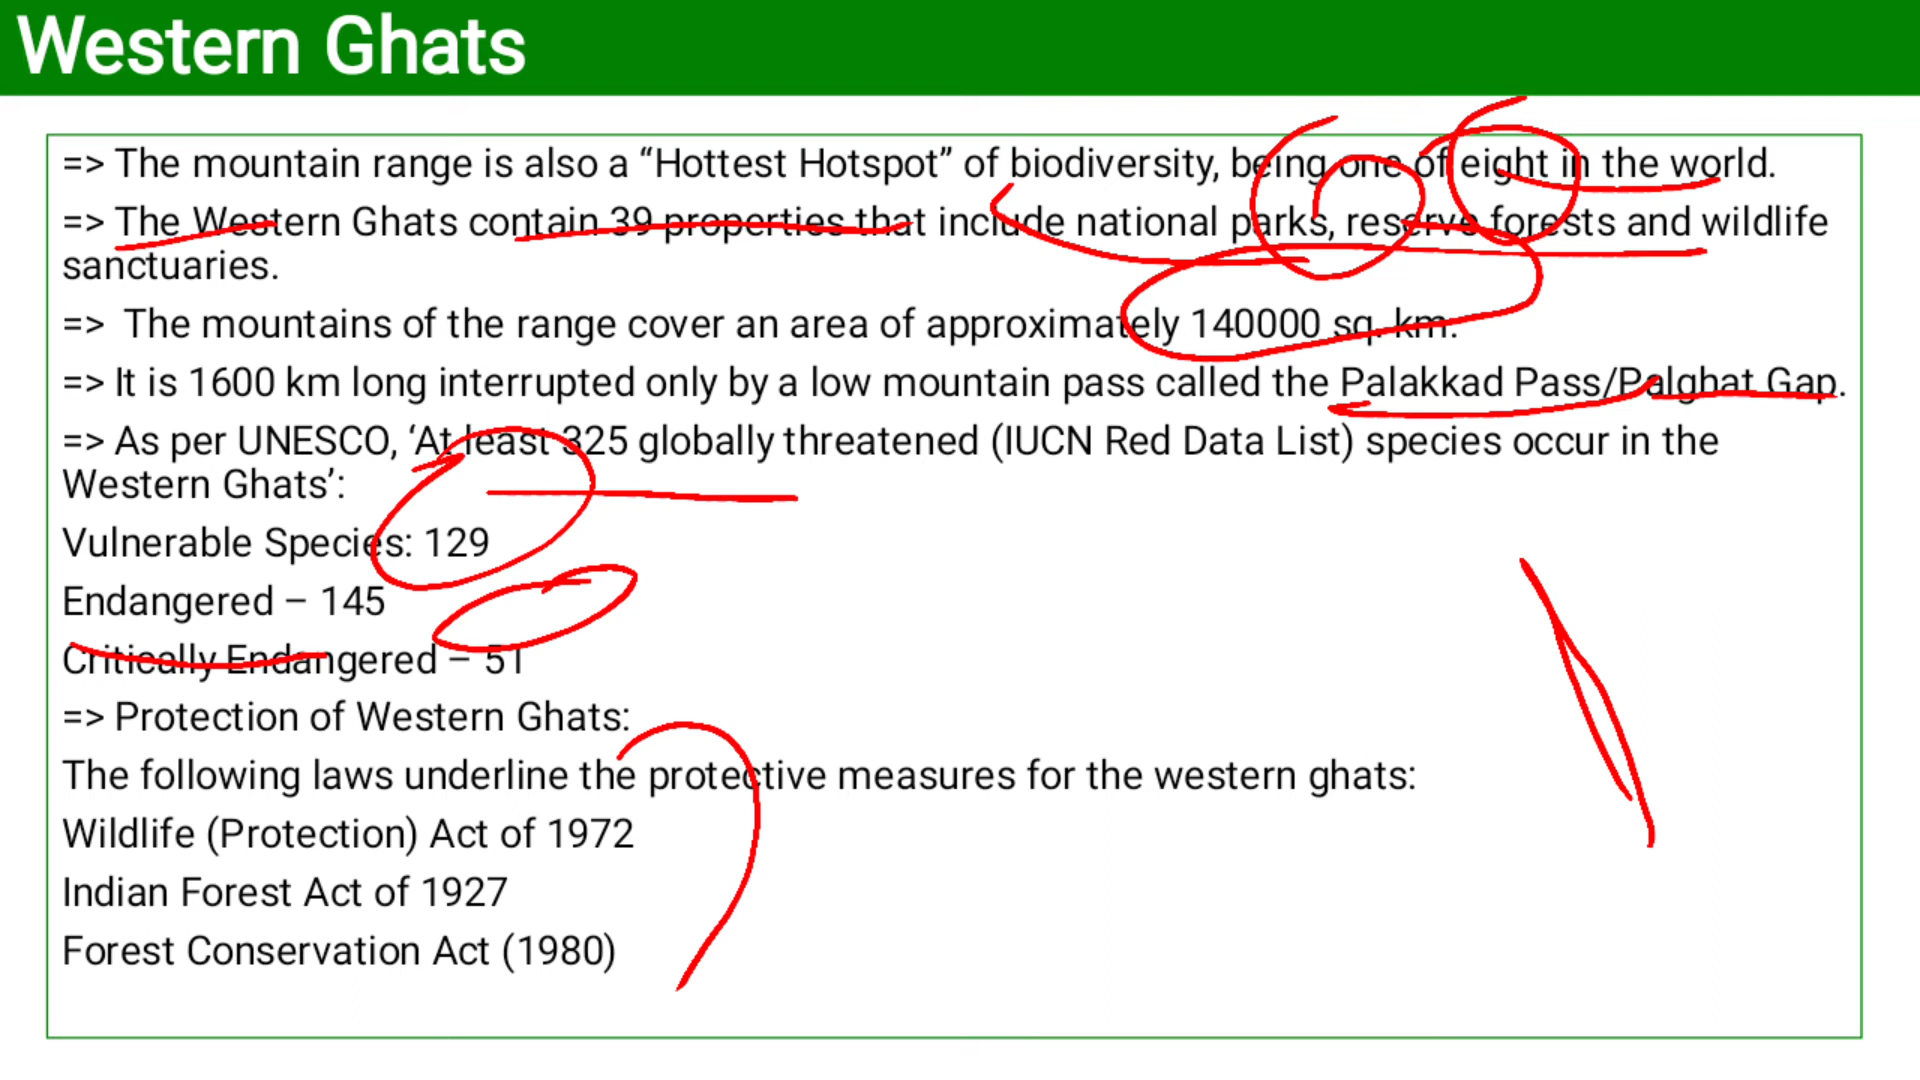 Western Ghats
=> The mountain range is also a “Hottest Hotspot” of biodiversity, being one of eight in the world.
=> The Western Ghats contain 39 properties that include national parks, reserve forests and wildlife
sanctuaries.
=> The mountains of the range cover an area of approximately 140000 sq. km.
=> It is 1600 km long interrupted only by a low mountain pass called the Palakkad Pass/Palghat Gap.
=> As per UNESCO, ‘At least 325 globally threatened (IUCN Red Data List) species occur in the
Western Ghats’:
Vulnerable Species: 129
Endangered – 145
Critically Endangered – 51
=> Protection of Western Ghats:
The following laws underline the protective measures for the western ghats:
Wildlife (Protection) Act of 1972
Indian Forest Act of 1927
Forest Conservation Act (1980)